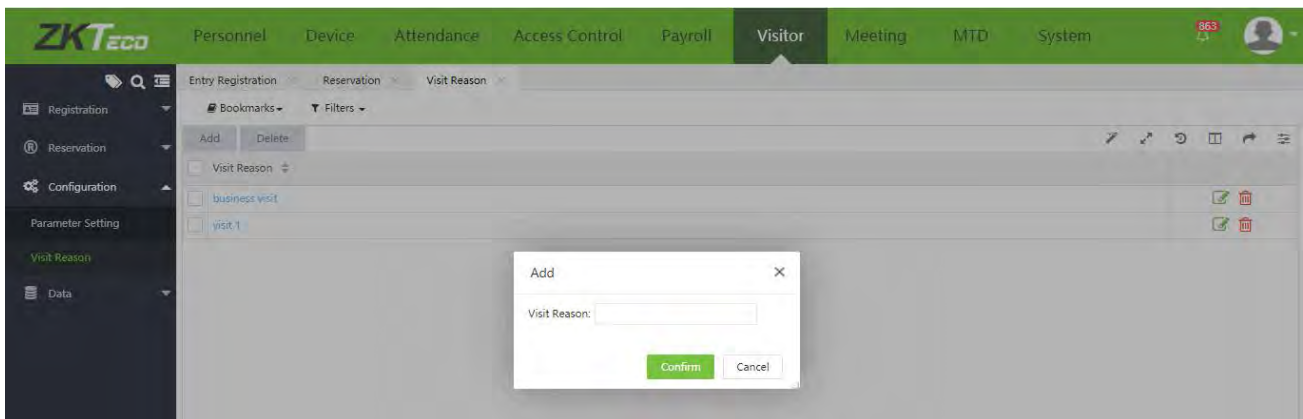 ZKTeco Personnel Device Attendance Access Control Payroll Visitor Meeting MTD System 863
Entry Registration Reservation Visit Reason
Registration
Bookmarks Filters
Reservation
Add Delete
Visit Reason
Configuration
business visit
Parameter Setting
visit 1
Visit Reason
Data
Add
Visit Reason:
Confirm Cancel